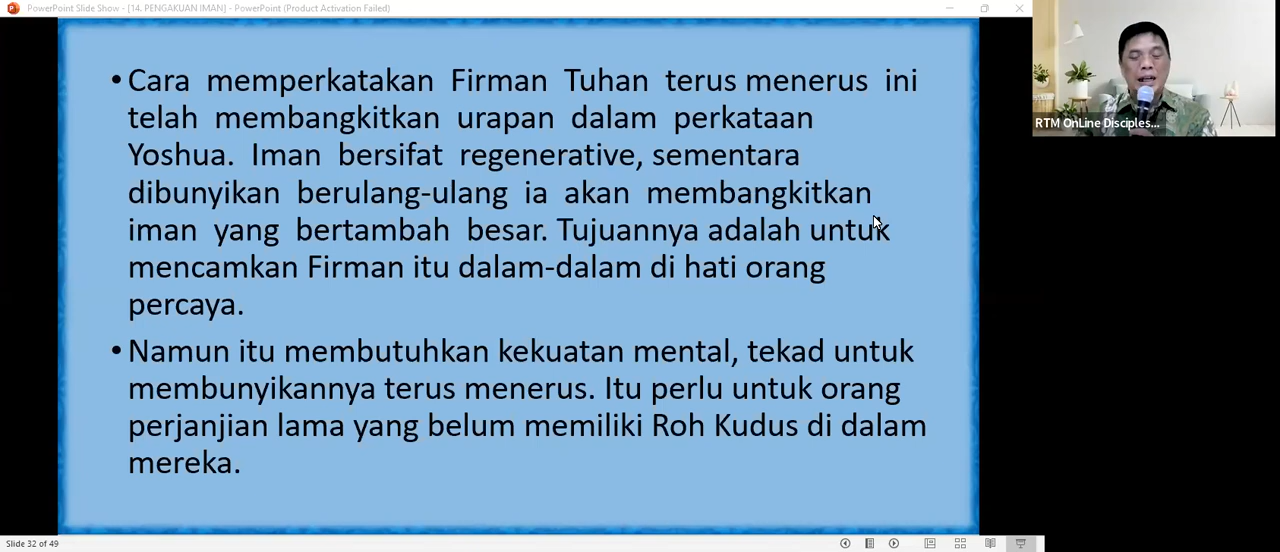 PowerPoint Slide Show - [14. PENGAKUAN IMAN] - PowerPoint (Product Activation Failed)
• Cara memperkatakan Firman Tuhan terus menerus ini
telah membangkitkan urapan dalam perkataan
Yoshua. Iman bersifat regenerative, sementara
dibunyikan berulang-ulang ia akan membangkitkan
iman yang bertambah besar. Tujuannya adalah untuk
mencamkan Firman itu dalam-dalam di hati orang
percaya.
• Namun itu membutuhkan kekuatan mental, tekad untuk
membunyikannya terus menerus. Itu perlu untuk orang
perjanjian lama yang belum memiliki Roh Kudus di dalam
mereka.
RTM OnLine Disciples...
Slide 32 of 49